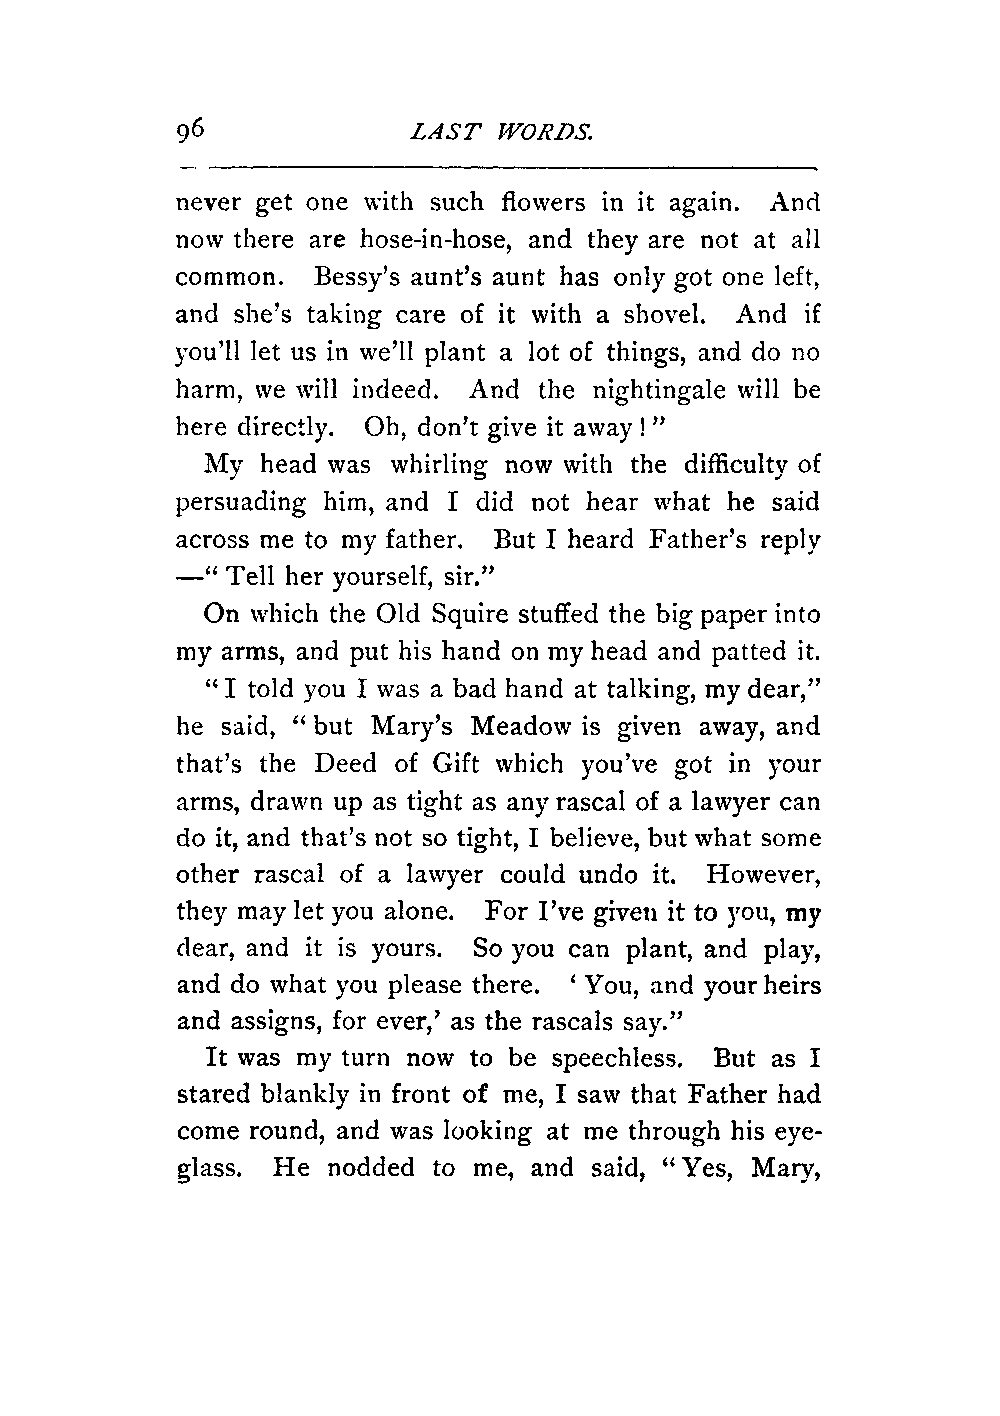 96 LAST WORDS.
never get one with such flowers in it again. And
now there are hose-in-hose, and they are not at all
common. Bessy's aunt's aunt has only got one left,
and she's taking care of it with a shovel. And if
you'll let us in we'll plant a lot of things, and do no
harm, we will indeed. And the nightingale will be
here directly. Oh, don't give it away!"
My head was whirling now with the difficulty of
persuading him, and I did not hear what he said
across me to my father. But I heard Father's reply
—"Tell her yourself, sir."
On which the Old Squire stuffed the big paper into
my arms, and put his hand on my head and patted it.
"I told you I was a bad hand at talking, my dear,"
he said, "but Mary's Meadow is given away, and
that's the Deed of Gift which you've got in your
arms, drawn up as tight as any rascal of a lawyer can
do it, and that's not so tight, I believe, but what some
other rascal of a lawyer could undo it. However,
they may let you alone. For I've given it to you, my
dear, and it is yours. So you can plant, and play,
and do what you please there. 'You, and your heirs
and assigns, for ever,' as the rascals say."
It was my turn now to be speechless. But as I
stared blankly in front of me, I saw that Father had
come round, and was looking at me through his eye-
glass. He nodded to me, and said, "Yes, Mary,